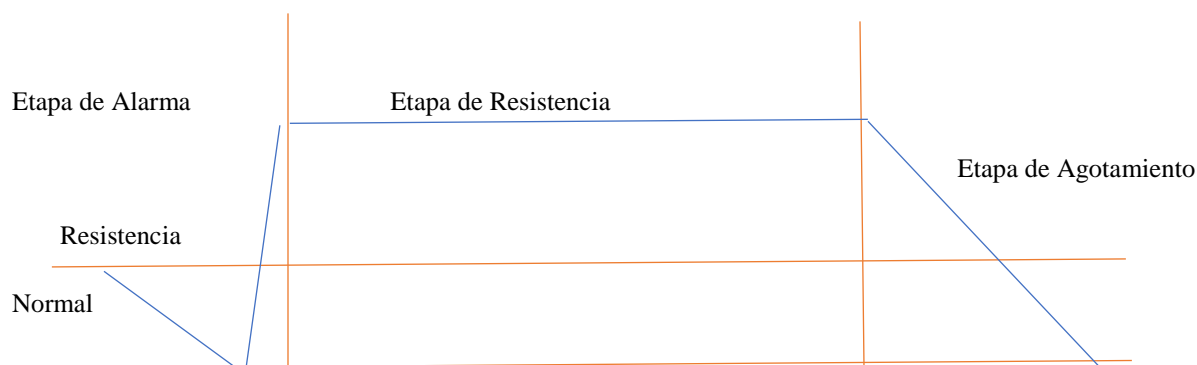 Etapa de Alarma
Etapa de Resistencia
Etapa de Agotamiento
Resistencia
Normal